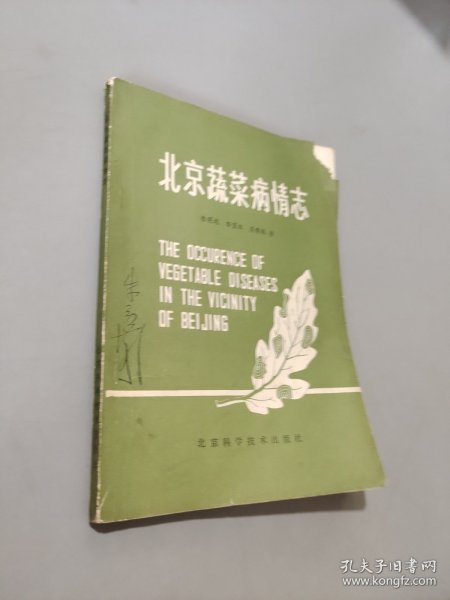 北京蔬菜病情志
THE OCCURENCE OF
VEGETABLE DISEASES
IN THE VICINITY
OF BEIJING
北京科学技术出版社
孔夫子旧书网
www.kongfz.com